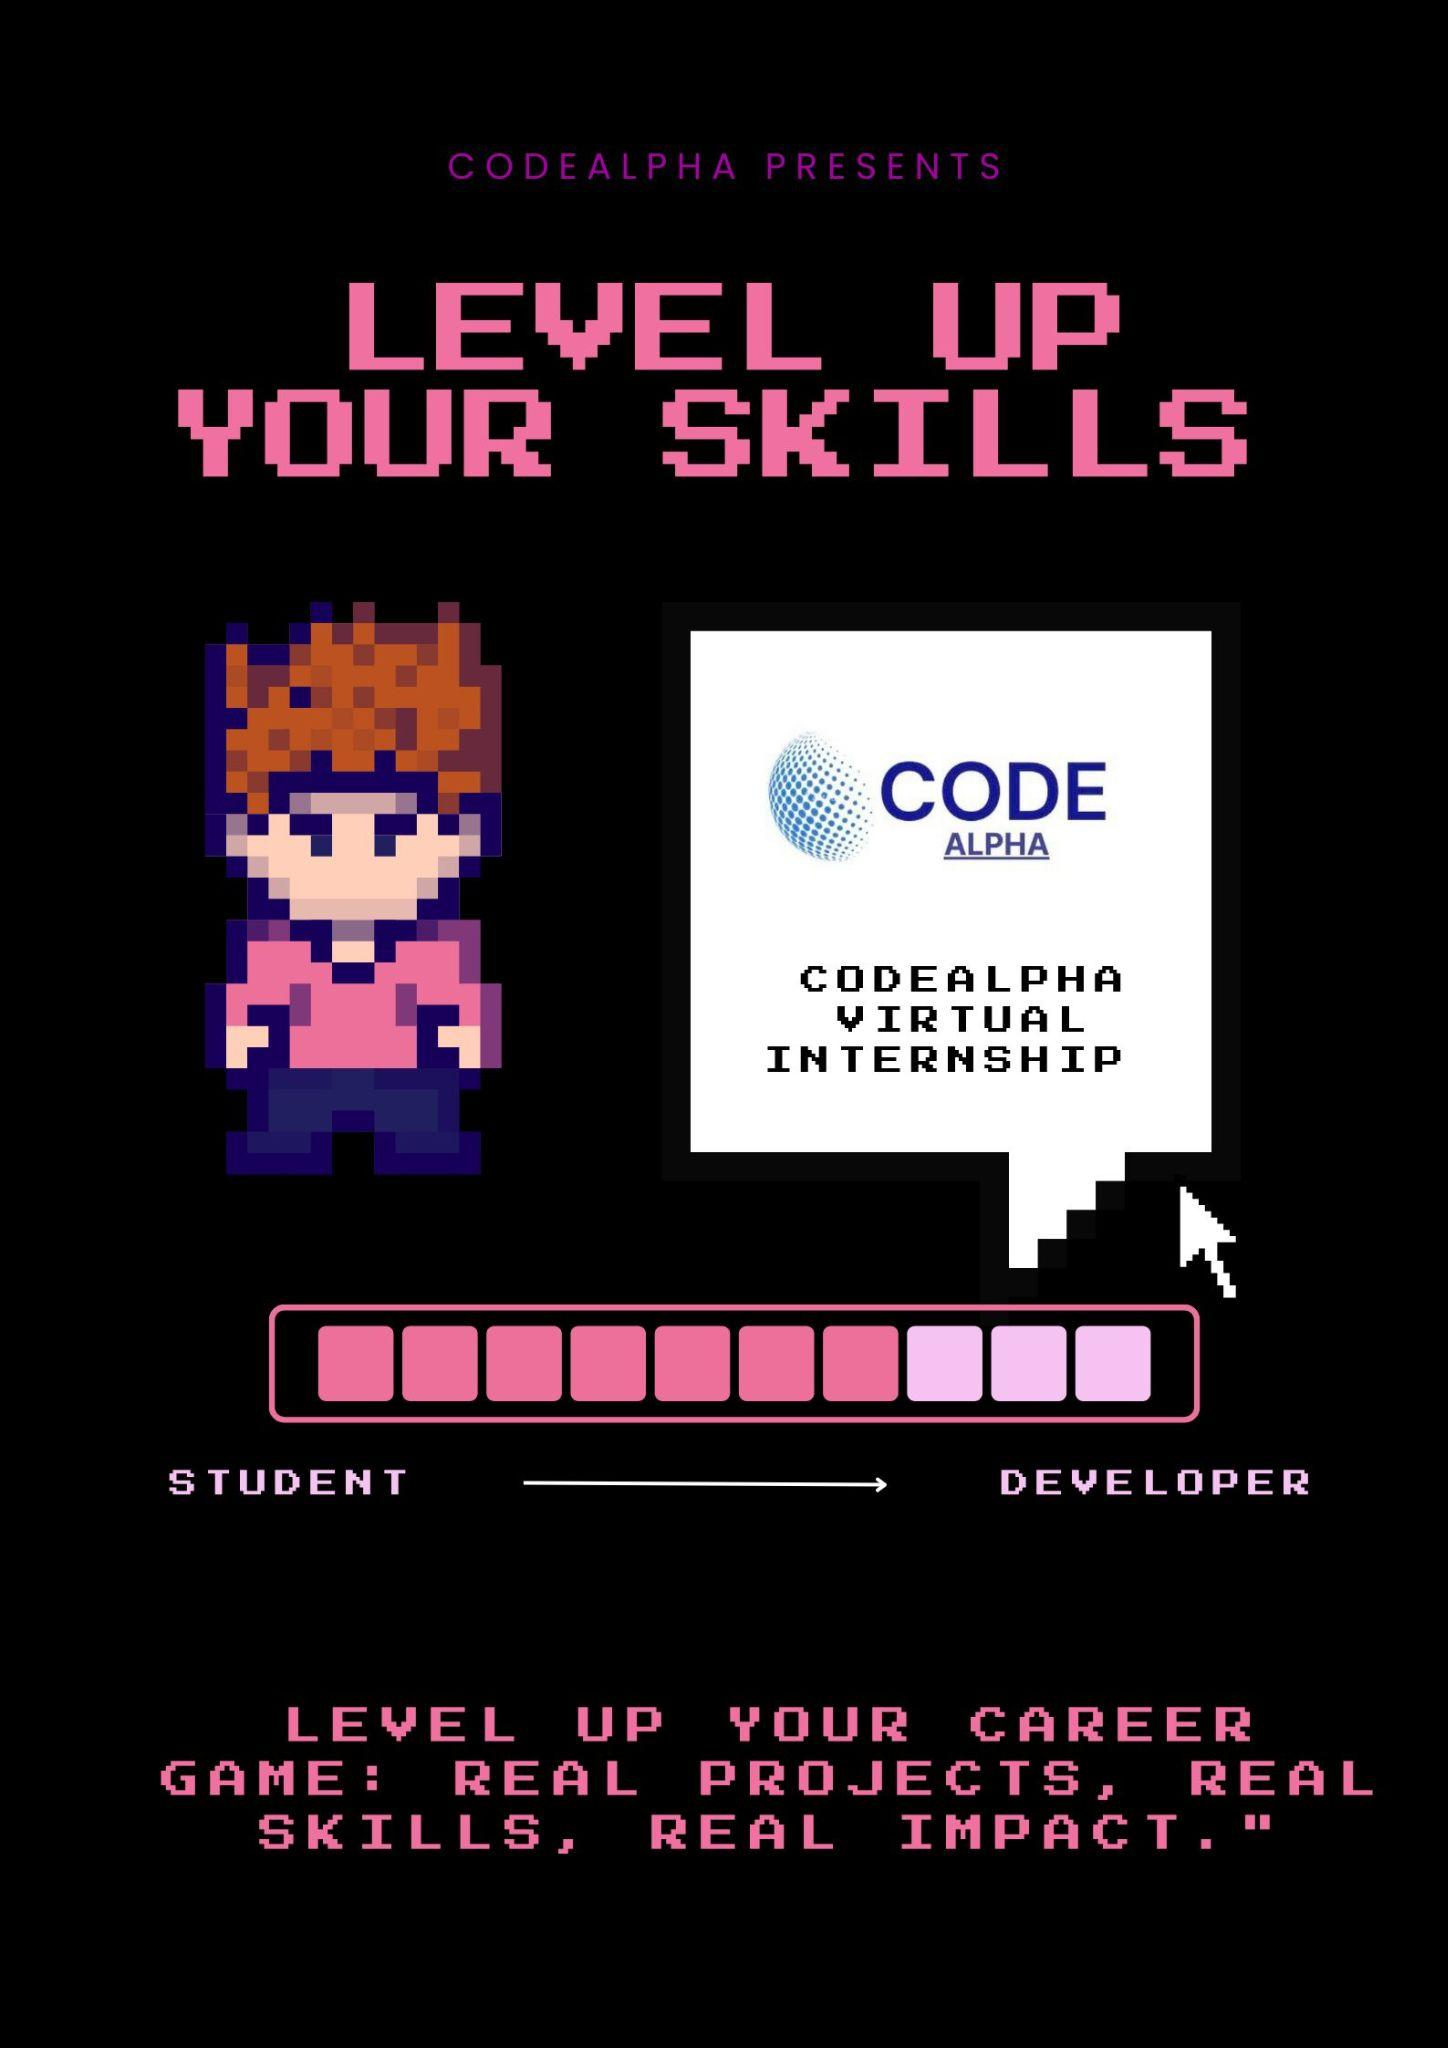 CODEALPHA PRESENTS
LEVEL UP
YOUR SKILLS
CODE
ALPHA
CODEALPHA
VIRTUAL
INTERNSHIP
STUDENT
DEVELOPER
LEVEL UP YOUR CAREER
GAME: REAL PROJECTS, REAL
SKILLS, REAL IMPACT."